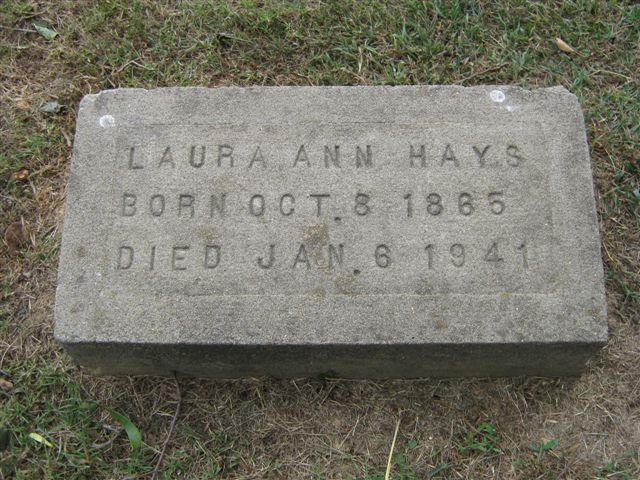 LAURA ANN HAYS
BORN OCT. 8 1865
DIED JAN. 6 1941